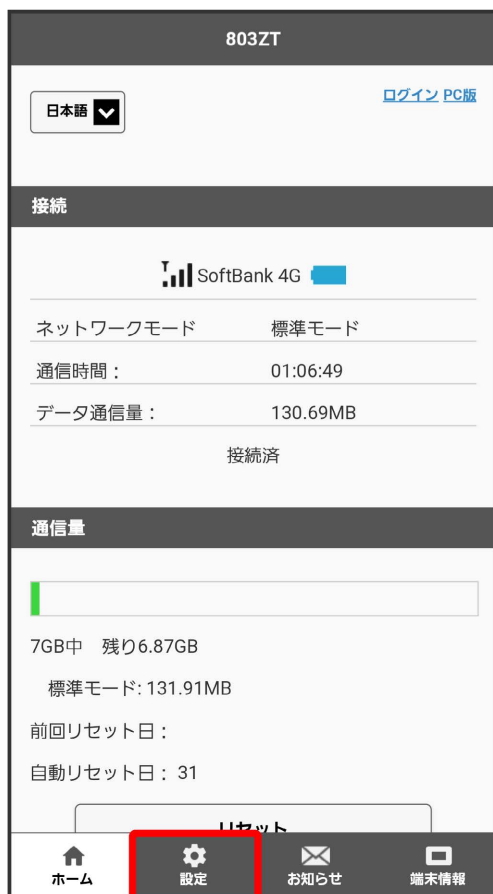 803ZT
日本語
ログイン PC版
接続
SoftBank 4G
ネットワークモード 標準モード
通信時間： 01:06:49
データ通信量： 130.69MB
接続済
通信量
7GB中 残り6.87GB
標準モード: 131.91MB
前回リセット日：
自動リセット日： 31
リセット
ホーム 設定 お知らせ 端末情報